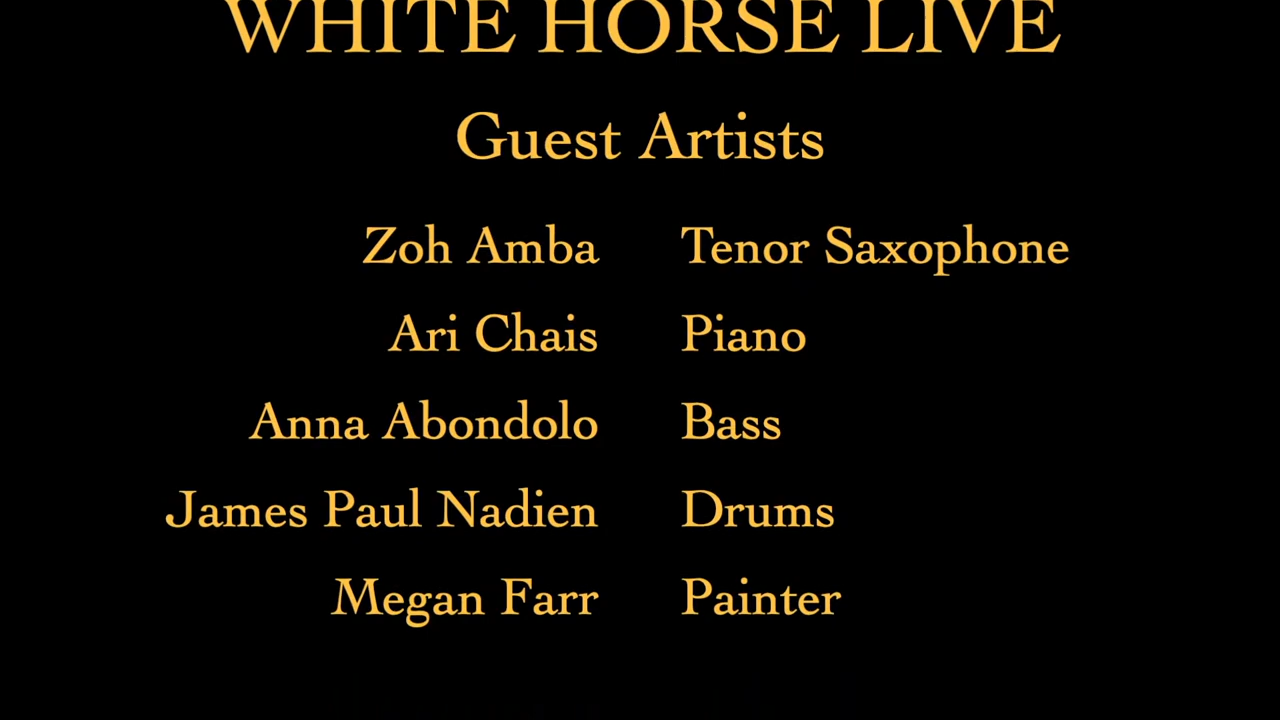 WHITE HORSE LIVE
Guest Artists
Zoh Amba Tenor Saxophone
Ari Chais Piano
Anna Abondolo Bass
James Paul Nadien Drums
Megan Farr Painter